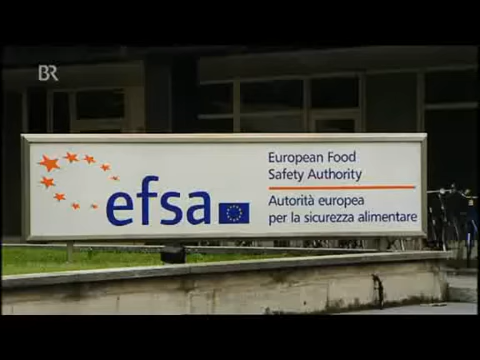 BR
European Food
Safety Authority
efsa
Autorità europea
per la sicurezza alimentare